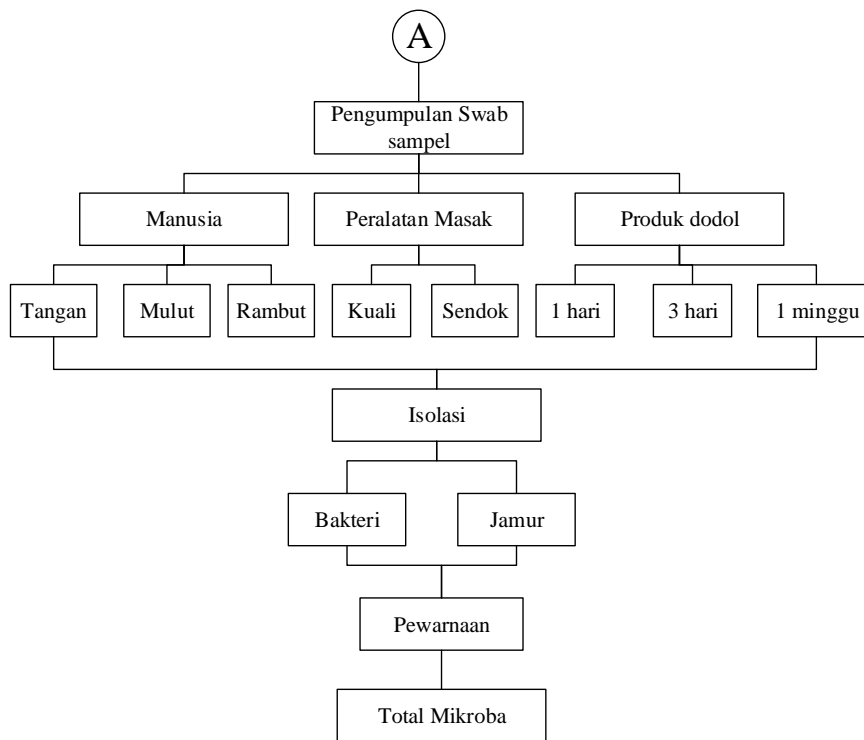 A
Pengumpulan Swab
sampel
Manusia
Peralatan Masak
Produk dodol
Tangan
Mulut
Rambut
Kuali
Sendok
1 hari
3 hari
1 minggu
Isolasi
Bakteri
Jamur
Pewarnaan
Total Mikroba